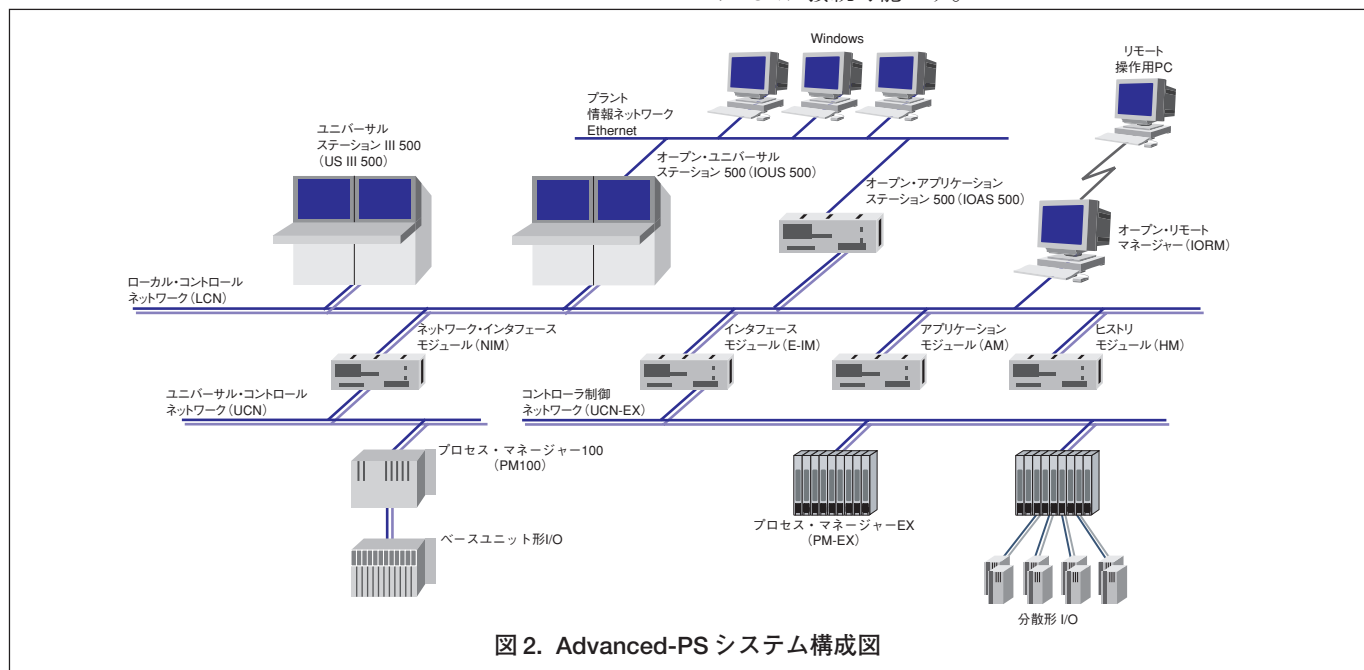 Windows
リモート
操作用PC
プラント
情報ネットワーク
Ethernet
ユニバーサル
ステーション III 500
(US III 500)
オープン・ユニバーサル
ステーション 500(IOUS 500)
オープン・アプリケーション
ステーション 500(IOAS 500)
オープン・リモート
マネージャー(IORM)
ローカル・コントロール
ネットワーク(LCN)
ネットワーク・インタフェース
モジュール(NIM)
インタフェース
モジュール(E-IM)
アプリケーション
モジュール(AM)
ヒストリ
モジュール(HM)
ユニバーサル・コントロール
ネットワーク(UCN)
コントローラ制御
ネットワーク(UCN-EX)
プロセス・マネージャー100
(PM100)
ベースユニット形I/O
プロセス・マネージャーEX
(PM-EX)
分散形 I/O
図 2. Advanced-PS システム構成図